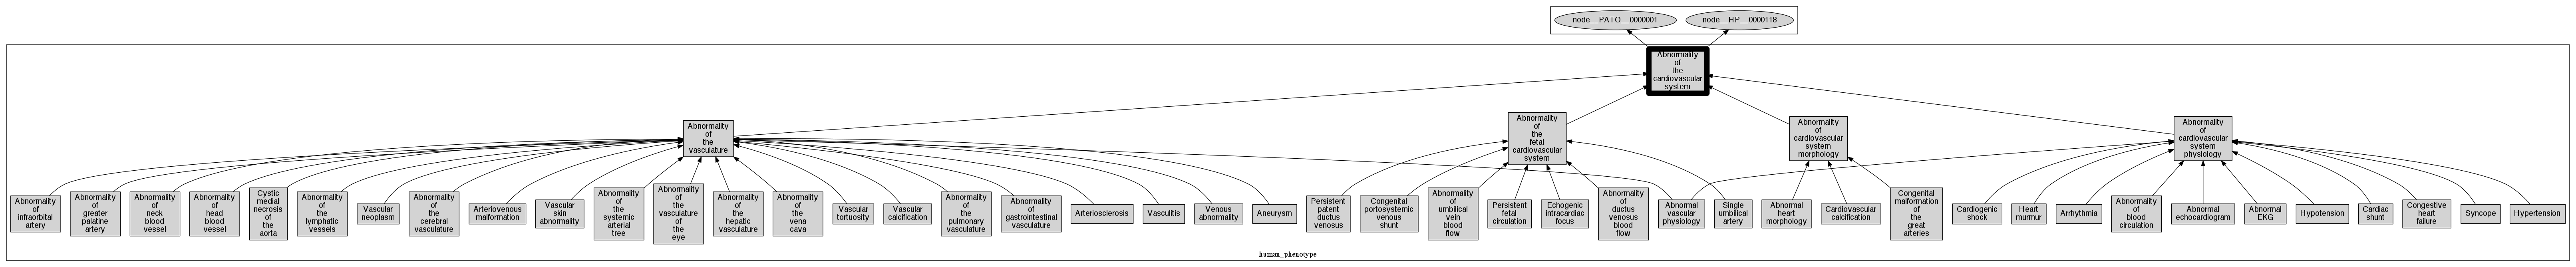 node__PATO__0000001
node__HP__0000118
Abnormality
of
the
cardiovascular
system
Abnormality
of
the
vasculature
Abnormality
of
the
fetal
cardiovascular
system
Abnormality
of
cardiovascular
system
morphology
Abnormality
of
cardiovascular
system
physiology
Abnormality
of
infraorbital
artery
Abnormality
of
greater
palatine
artery
Abnormality
of
neck
blood
vessel
Abnormality
of
head
blood
vessel
Cystic
medial
necrosis
of
the
aorta
Abnormality
of
the
lymphatic
vessels
Vascular
neoplasm
Abnormality
of
the
cerebral
vasculature
Arteriovenous
malformation
Vascular
skin
abnormality
Abnormality
of
the
systemic
arterial
tree
Abnormality
of
the
vasculature
of
the
eye
Abnormality
of
the
hepatic
vasculature
Abnormality
of
the
vena
cava
Vascular
tortuosity
Vascular
calcification
Abnormality
of
the
pulmonary
vasculature
Abnormality
of
gastrointestinal
vasculature
Arteriosclerosis
Vasculitis
Venous
abnormality
Aneurysm
Persistent
patent
ductus
venosus
Congenital
portosystemic
venous
shunt
Abnormality
of
umbilical
vein
blood
flow
Persistent
fetal
circulation
Echogenic
intracardiac
focus
Abnormality
of
ductus
venosus
blood
flow
Abnormal
vascular
physiology
Single
umbilical
artery
Abnormal
heart
morphology
Cardiovascular
calcification
Congenital
malformation
of
the
great
arteries
Cardiogenic
shock
Heart
murmur
Arrhythmia
Abnormality
of
blood
circulation
Abnormal
echocardiogram
Abnormal
EKG
Hypotension
Cardiac
shunt
Congestive
heart
failure
Syncope
Hypertension
human_phenotype